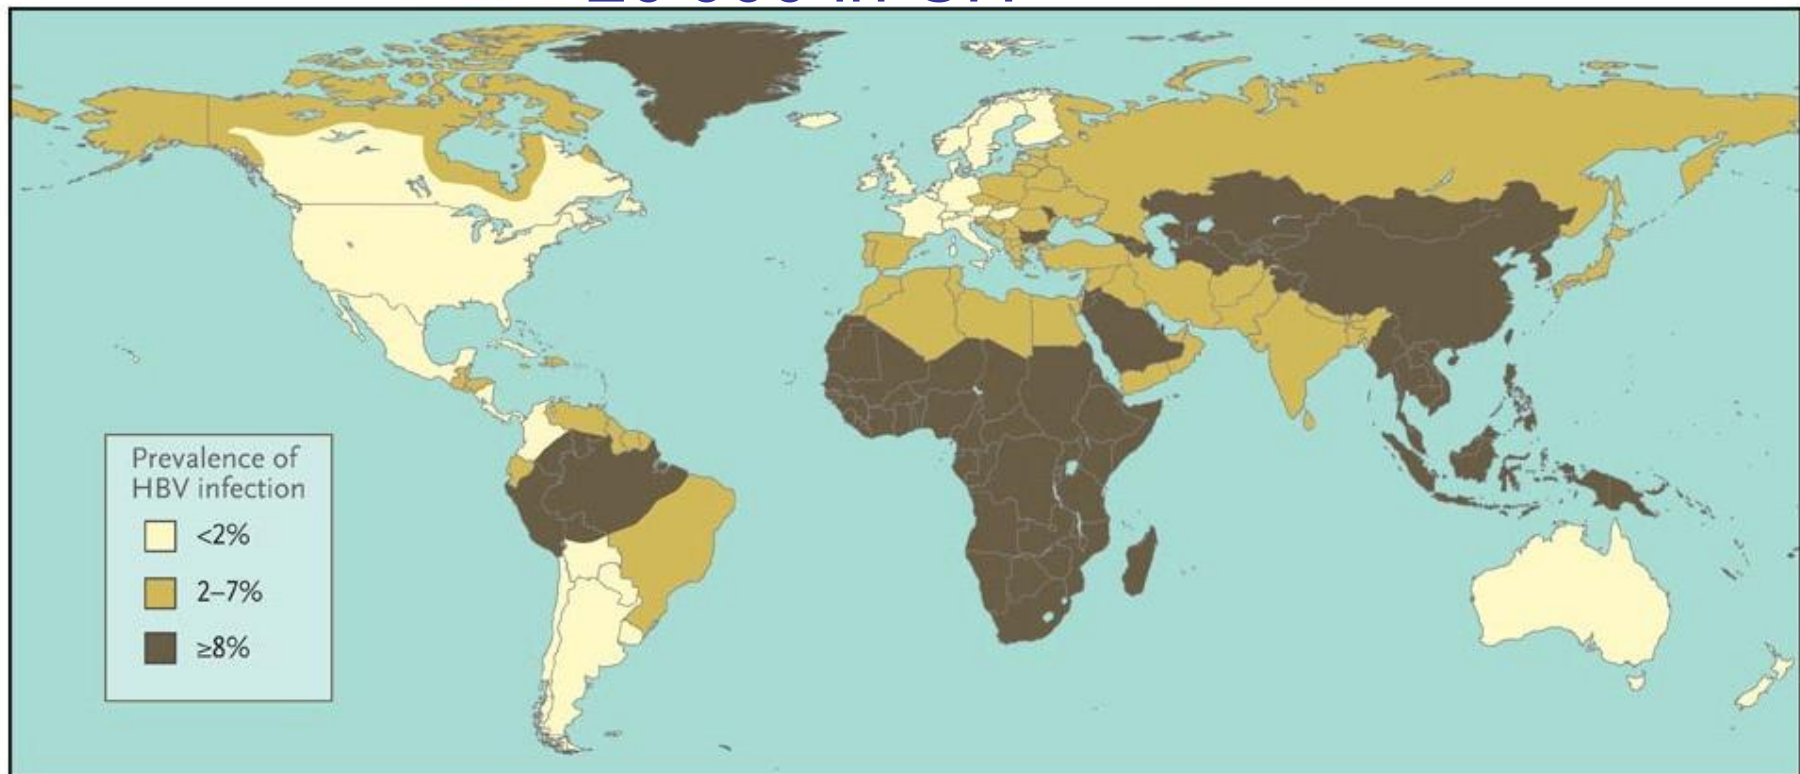 Prevalence of
HBV infection
<2%
2–7%
≥8%